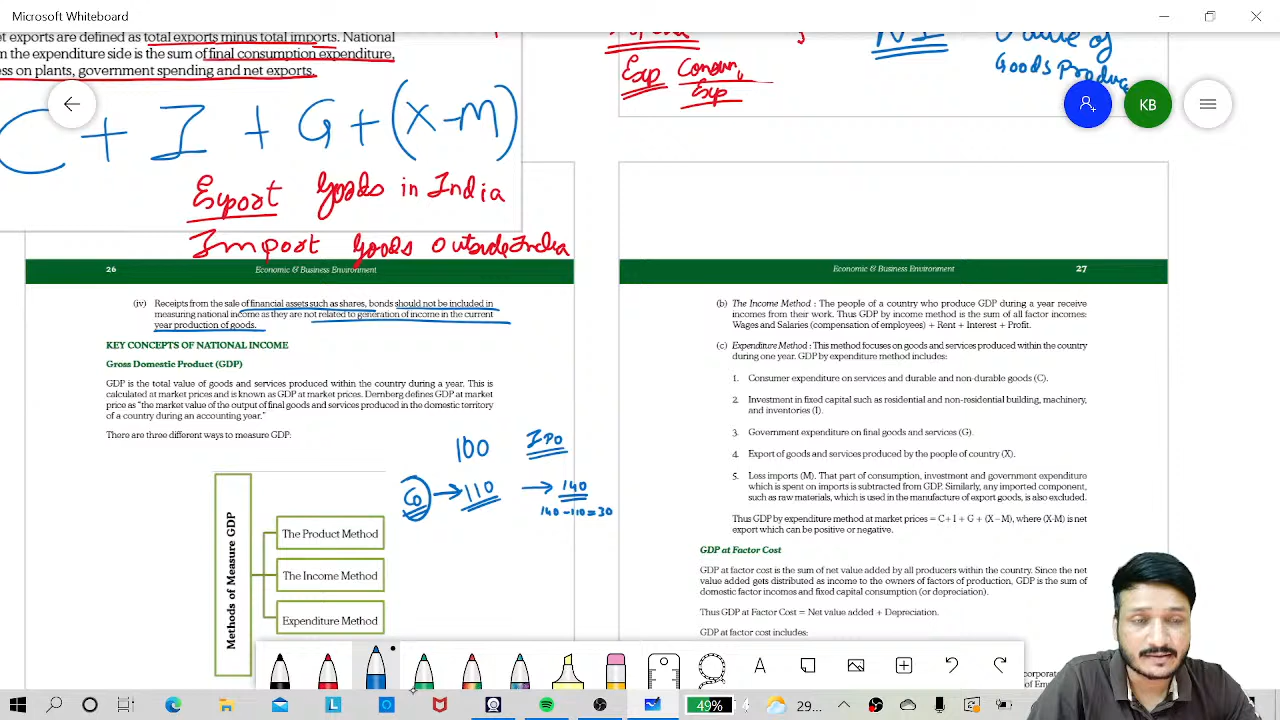 Microsoft Whiteboard
et exports are defined as total exports minus total imports. National
m the expenditure side is the sum of final consumption expenditure,
ess on plants, government spending and net exports.
C + I + G + (X-M)
Export Goods in India
Import Goods Outside India
Exp Consum,
Exp
NI
Value of
Goods Produce
KB
26 Economic & Business Environment
(iv) Receipts from the sale of financial assets such as shares, bonds should not be included in
measuring national income as they are not related to generation of income in the current
year production of goods.
KEY CONCEPTS OF NATIONAL INCOME
Gross Domestic Product (GDP)
GDP is the total value of goods and services produced within the country during a year. This is
calculated at market prices and is known as GDP at market prices. Dernberg defines GDP at market
price as “the market value of the output of final goods and services produced in the domestic territory
of a country during an accounting year.”
There are three different ways to measure GDP:
100 IPO
Co → 110 → 140
140-110=30
Methods of Measure GDP
The Product Method
The Income Method
Expenditure Method
Economic & Business Environment 27
(b) The Income Method : The people of a country who produce GDP during a year receive
incomes from their work. Thus GDP by income method is the sum of all factor incomes:
Wages and Salaries (compensation of employees) + Rent + Interest + Profit.
(c) Expenditure Method : This method focuses on goods and services produced within the country
during one year. GDP by expenditure method includes:
1. Consumer expenditure on services and durable and non-durable goods (C).
2. Investment in fixed capital such as residential and non-residential building, machinery,
and inventories (I).
3. Government expenditure on final goods and services (G).
4. Export of goods and services produced by the people of country (X).
5. Loss imports (M). That part of consumption, investment and government expenditure
which is spent on imports is subtracted from GDP. Similarly, any imported component,
such as raw materials, which is used in the manufacture of export goods, is also excluded.
Thus GDP by expenditure method at market prices = C+ I + G + (X – M), where (X-M) is net
export which can be positive or negative.
GDP at Factor Cost
GDP at factor cost is the sum of net value added by all producers within the country. Since the net
value added gets distributed as income to the owners of factors of production, GDP is the sum of
domestic factor incomes and fixed capital consumption (or depreciation).
Thus GDP at Factor Cost = Net value added + Depreciation.
GDP at factor cost includes:
corporate
of Em
49%
29...